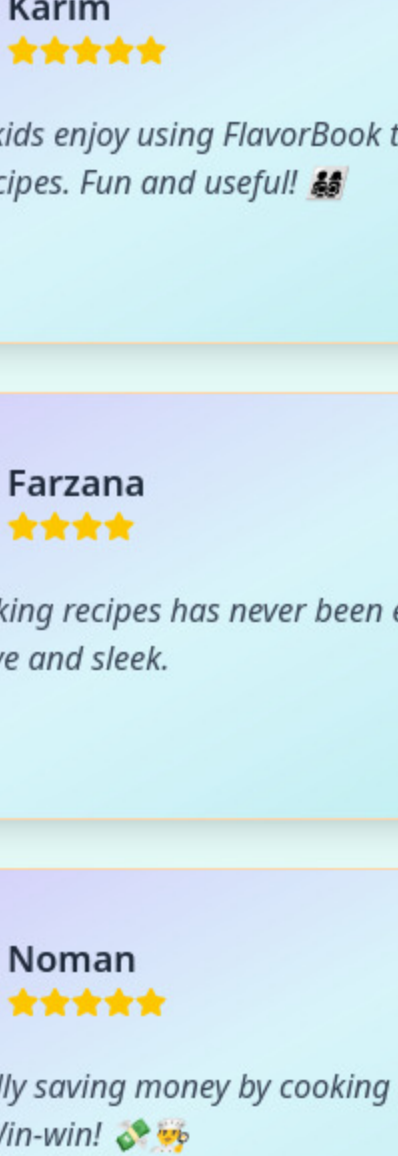 Karim
kids enjoy using FlavorBook
cipes. Fun and useful! 👨‍👩‍👧‍👦
Farzana
king recipes has never been
ve and sleek.
Noman
lly saving money by cooking
Win-win! 💸👨‍🍳